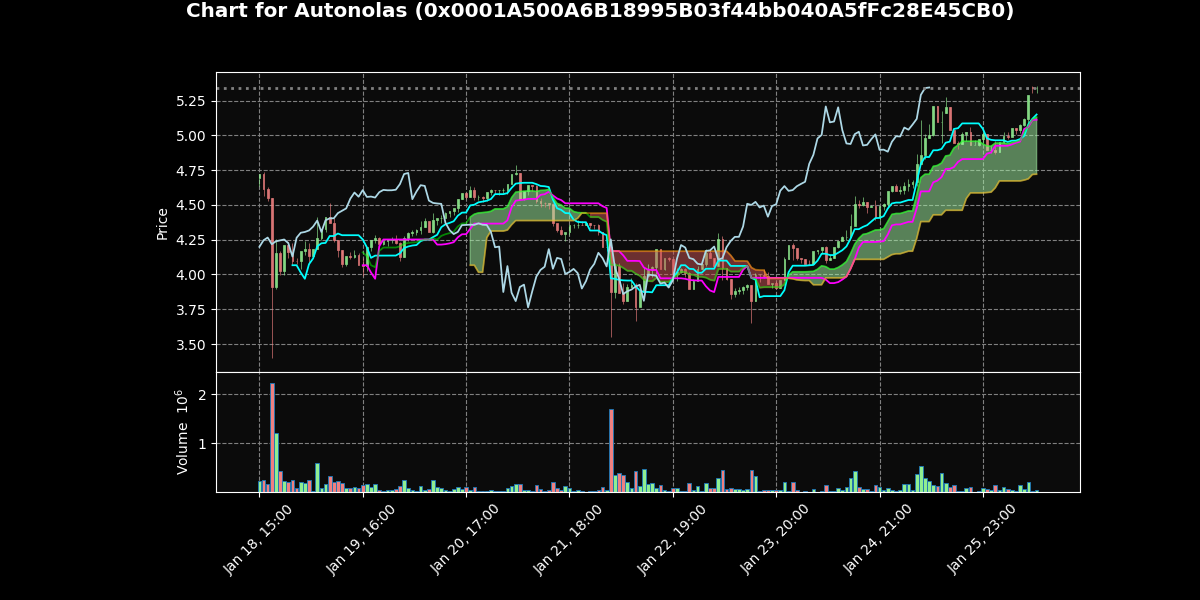 Chart for Autonolas (0x0001A500A6B18995B03f44bb040A5fFc28E45CB0)
Price
5.25
5.00
4.75
4.50
4.25
4.00
3.75
3.50
Volume 10⁶
2
1
Jan 18, 15:00
Jan 19, 16:00
Jan 20, 17:00
Jan 21, 18:00
Jan 22, 19:00
Jan 23, 20:00
Jan 24, 21:00
Jan 25, 23:00